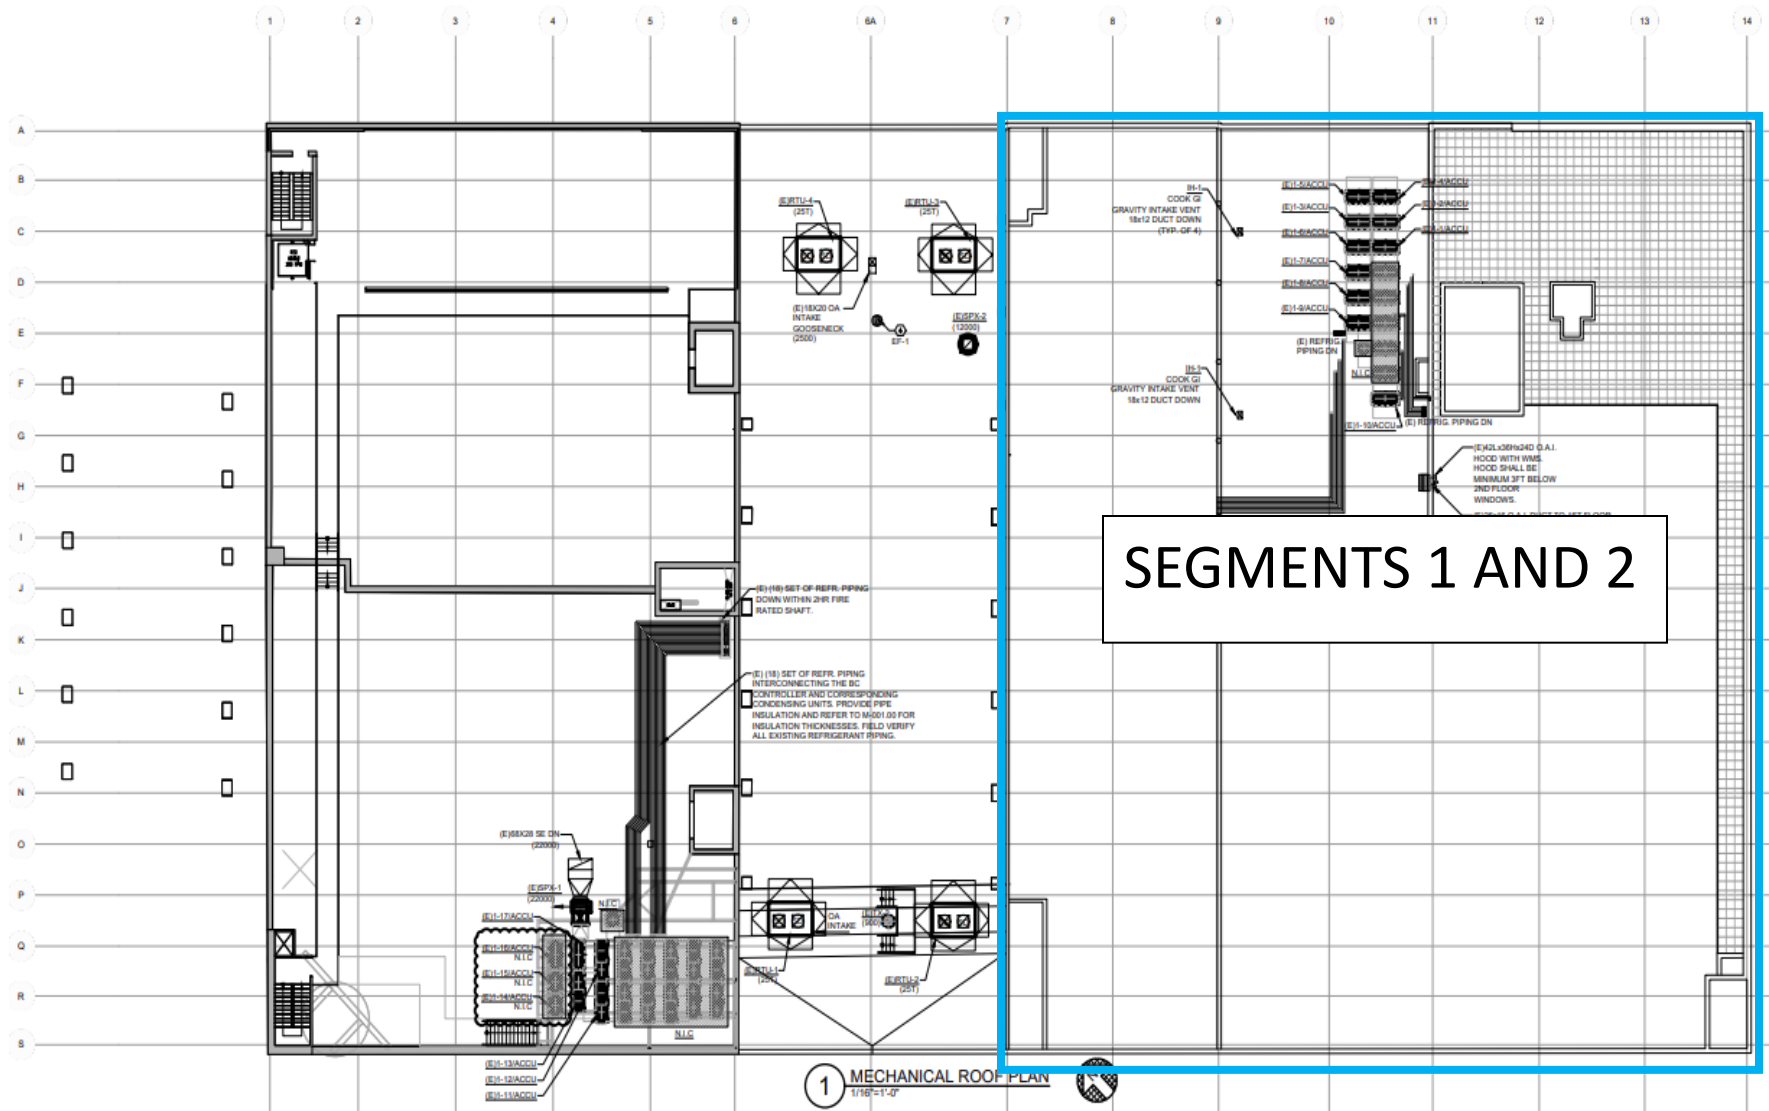 1 2 3 4 5 6 6A 7 8 9 10 11 12 13 14
A
B
C
D
E
F
G
H
I
J
K
L
M
N
O
P
Q
R
S
(E)RTU-4
(25T)
(E)RTU-3
(25T)
(E)18X20 OA
INTAKE
GOOSENECK
(2500)
EF-1
(E)SPX-2
(12000)
IH-1
COOK GI
GRAVITY INTAKE VENT
18x12 DUCT DOWN
(TYP. OF 4)
IH-1
COOK GI
GRAVITY INTAKE VENT
18x12 DUCT DOWN
(E)1-5/ACCU
(E)1-3/ACCU
(E)1-6/ACCU
(E)1-7/ACCU
(E)1-8/ACCU
(E)1-9/ACCU
(E)1-4/ACCU
(E)1-2/ACCU
(E)1-1/ACCU
(E) REFRIG.
PIPING DN
N.I.C
(E)1-10/ACCU
(E) REFRIG. PIPING DN
(E)42Lx36Hx24D O.A.I.
HOOD WITH WMS.
HOOD SHALL BE
MINIMUM 3FT BELOW
2ND FLOOR
WINDOWS.
SEGMENTS 1 AND 2
(E) (18) SET OF REFR. PIPING
DOWN WITHIN 2HR FIRE
RATED SHAFT.
(E) (18) SET OF REFR. PIPING
INTERCONNECTING THE BC
CONTROLLER AND CORRESPONDING
CONDENSING UNITS. PROVIDE PIPE
INSULATION AND REFER TO M-001.00 FOR
INSULATION THICKNESSES. FIELD VERIFY
ALL EXISTING REFRIGERANT PIPING.
(E)68X28 SE DN
(22000)
(E)SPX-1
(22000)
N.I.C
(E)1-17/ACCU
(E)1-16/ACCU
N.I.C
(E)1-15/ACCU
N.I.C
(E)1-14/ACCU
N.I.C
(E)1-13/ACCU
(E)1-12/ACCU
(E)1-11/ACCU
N.I.C
OA
INTAKE
(E)RTU-1
(25T)
(E)RTU-2
(25T)
1 MECHANICAL ROOF PLAN
1/16"=1'-0"